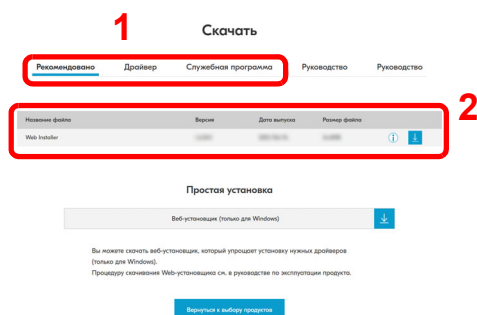 1
Скачать
Рекомендовано Драйвер Служебная программа Руководство Руководство
2
Название файла Версия Дата выпуска Размер файла
Web Installer
Простая установка
Веб-установщик (только для Windows)
Вы можете скачать веб-установщик, который упрощает установку нужных драйверов
(только для Windows).
Процедуру скачивания Web-установщика см. в руководстве по эксплуатации продукта.
Вернуться к выбору продуктов